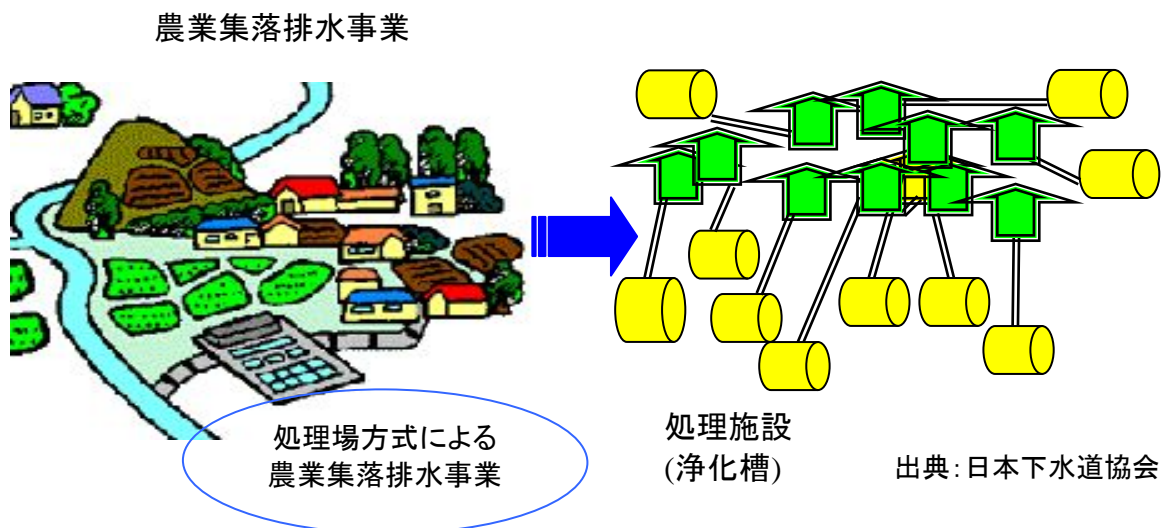 農業集落排水事業
処理場方式による
農業集落排水事業
処理施設
(浄化槽)
出典：日本下水道協会